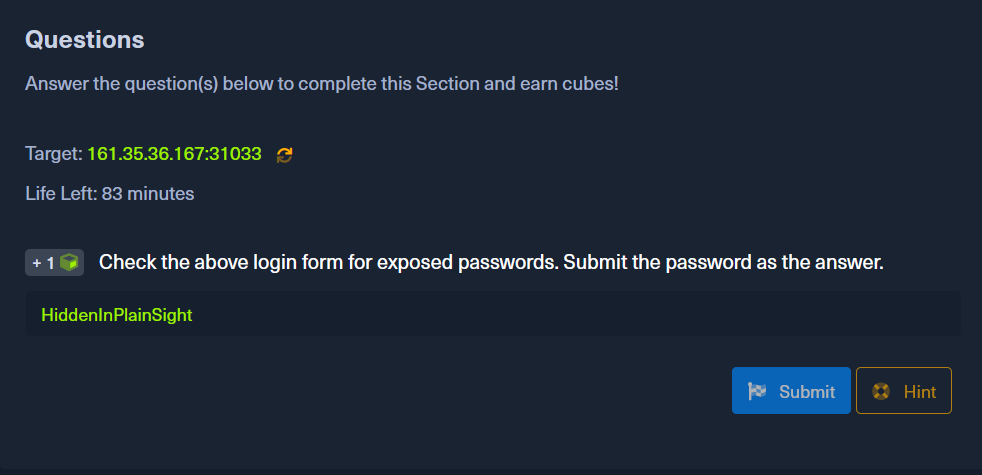 Questions
Answer the question(s) below to complete this Section and earn cubes!
Target: 161.35.36.167:31033
Life Left: 83 minutes
+ 1 Check the above login form for exposed passwords. Submit the password as the answer.
HiddenInPlainSight
Submit Hint